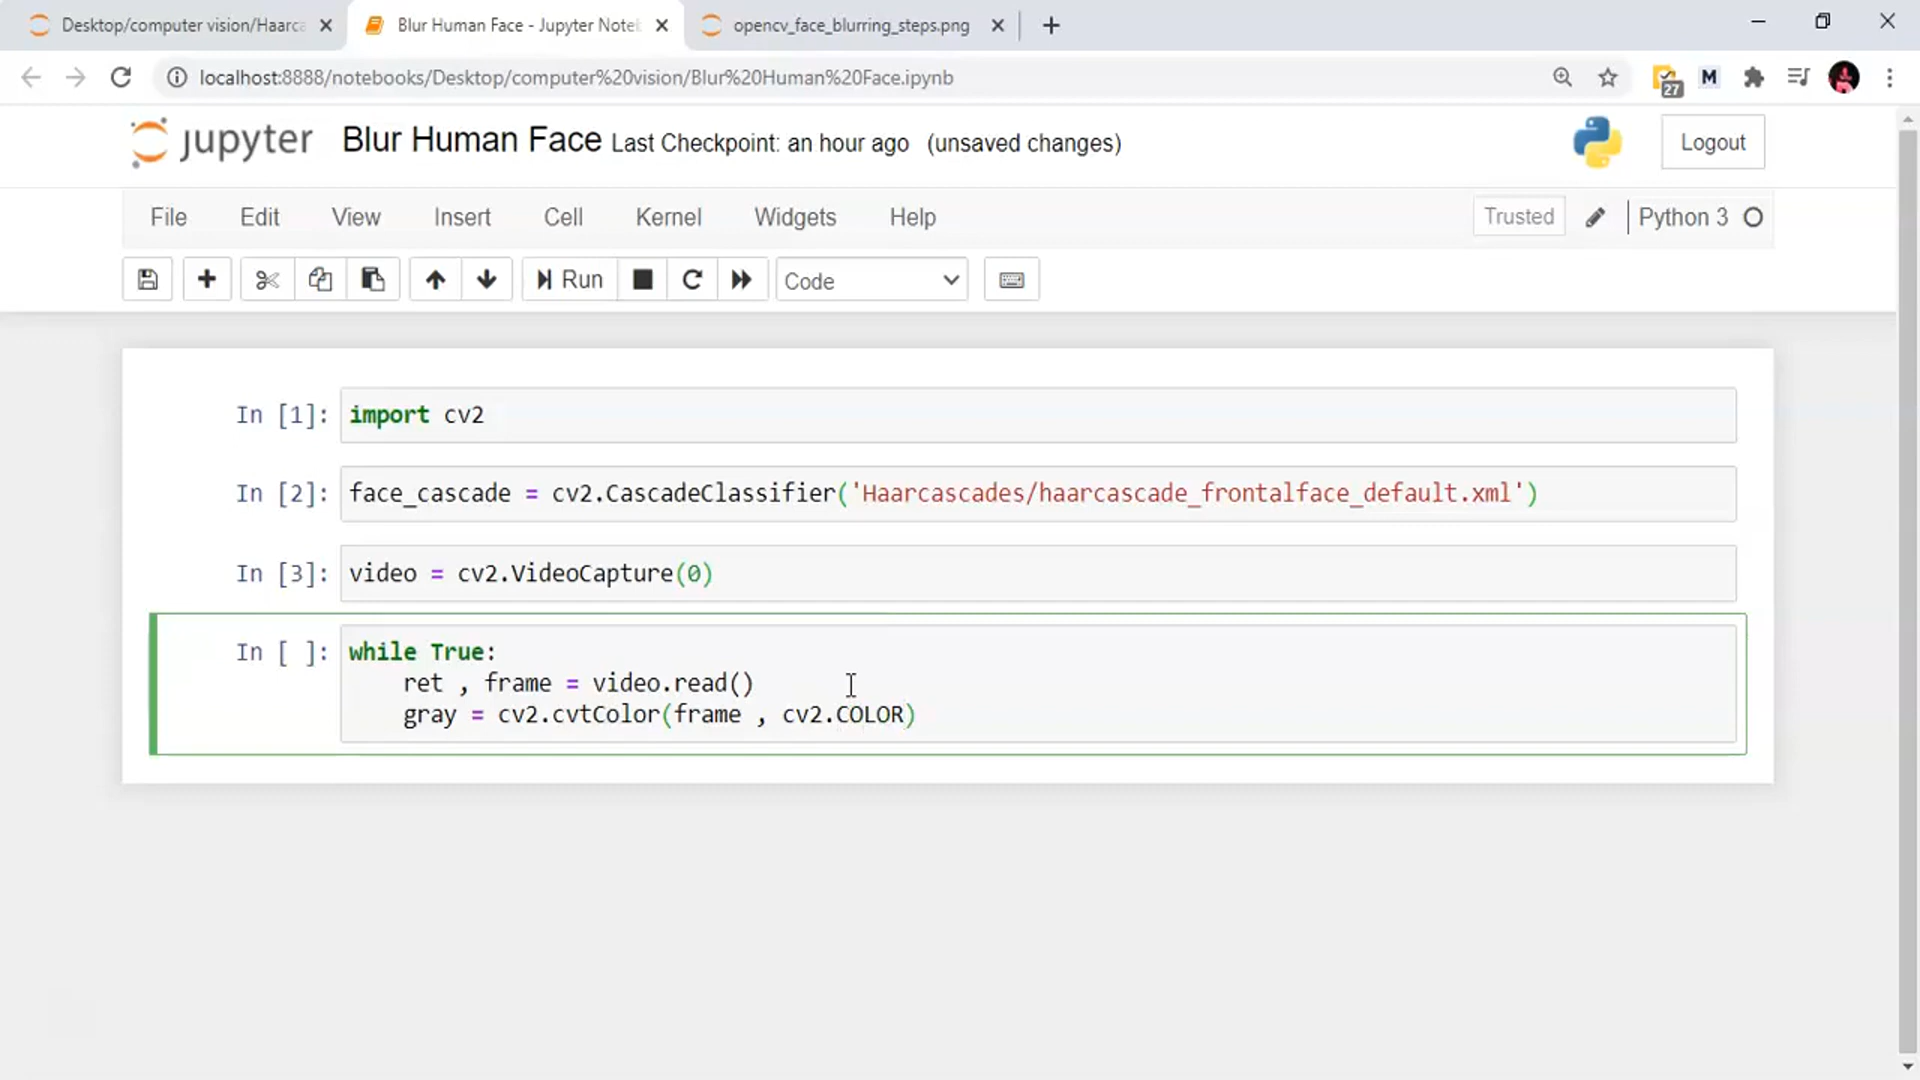 Desktop/computer vision/Haarca
Blur Human Face - Jupyter Note
opencv_face_blurring_steps.png
localhost:8888/notebooks/Desktop/computer%20vision/Blur%20Human%20Face.ipynb
27
M
jupyter
Blur Human Face Last Checkpoint: an hour ago (unsaved changes)
Logout
File Edit View Insert Cell Kernel Widgets Help
Trusted
Python 3
Run
Code
In [1]: import cv2
In [2]: face_cascade = cv2.CascadeClassifier('Haarcascades/haarcascade_frontalface_default.xml')
In [3]: video = cv2.VideoCapture(0)
In [ ]: while True:
ret , frame = video.read()
gray = cv2.cvtColor(frame , cv2.COLOR)